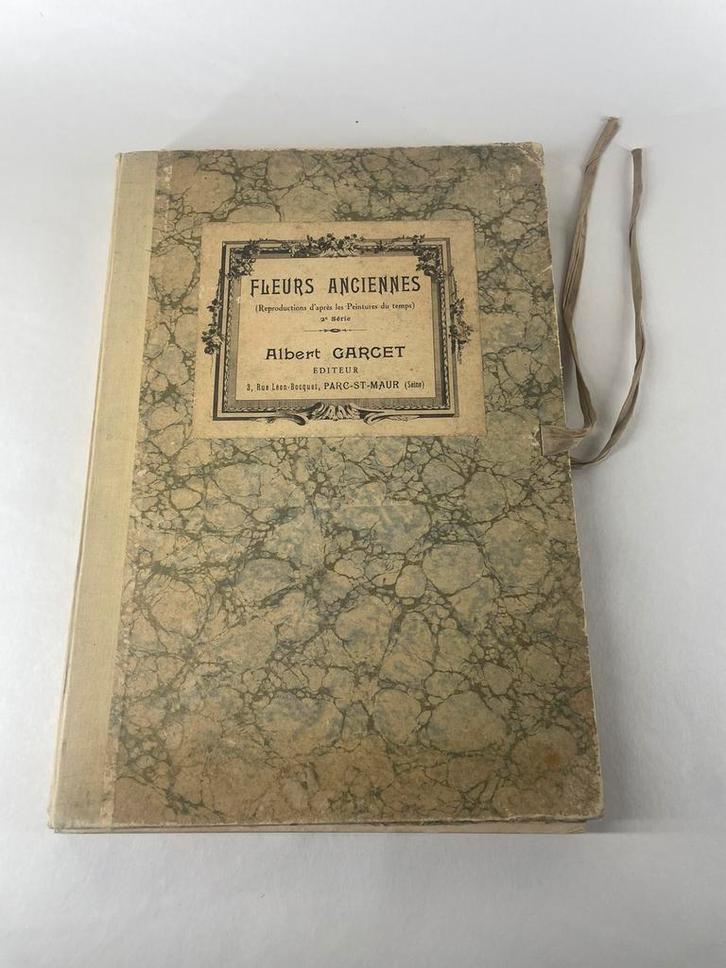 FLEURS ANCIENNES
(Reproductions d'après les Peintures du temps)
2e Série
Albert GARCET
EDITEUR
3, Rue Léon-Bocquet, PARC-ST-MAUR (Seine)